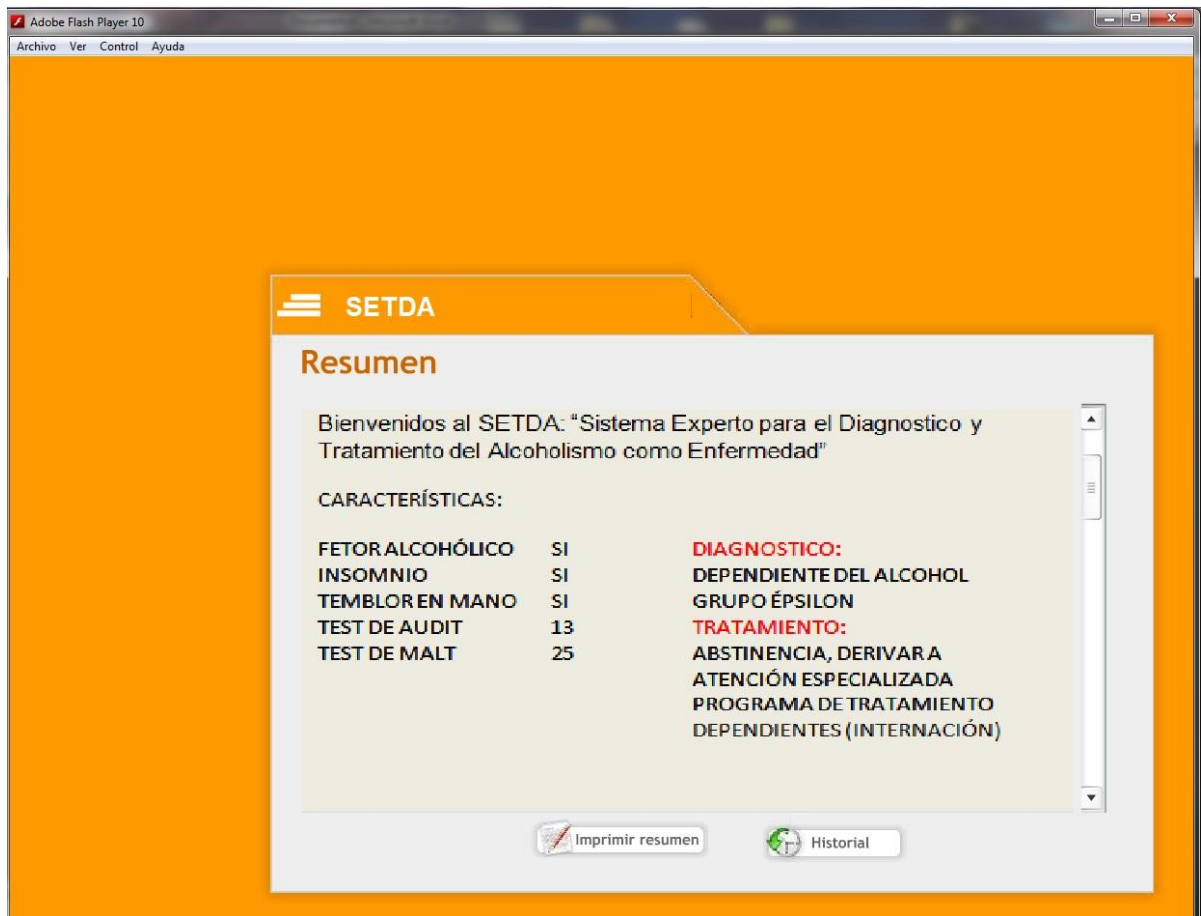 Adobe Flash Player 10
Archivo Ver Control Ayuda
SETDA
Resumen
Bienvenidos al SETDA: “Sistema Experto para el Diagnostico y
Tratamiento del Alcoholismo como Enfermedad”
CARACTERÍSTICAS:
FETOR ALCOHÓLICO SI
INSOMNIO SI
TEMBLOR EN MANO SI
TEST DE AUDIT 13
TEST DE MALT 25
DIAGNOSTICO:
DEPENDIENTE DEL ALCOHOL
GRUPO ÉPSILON
TRATAMIENTO:
ABSTINENCIA, DERIVAR A
ATENCIÓN ESPECIALIZADA
PROGRAMA DE TRATAMIENTO
DEPENDIENTES (INTERNACIÓN)
Imprimir resumen
Historial